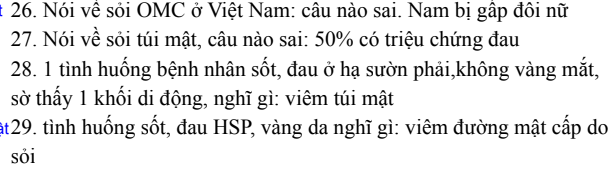 26. Nói về sỏi OMC ở Việt Nam: câu nào sai. Nam bị gấp đôi nữ
27. Nói về sỏi túi mật, câu nào sai: 50% có triệu chứng đau
28. 1 tình huống bệnh nhân sốt, đau ở hạ sườn phải,không vàng mắt,
sờ thấy 1 khối di động, nghĩ gì: viêm túi mật
29. tình huống sốt, đau HSP, vàng da nghĩ gì: viêm đường mật cấp do
sỏi